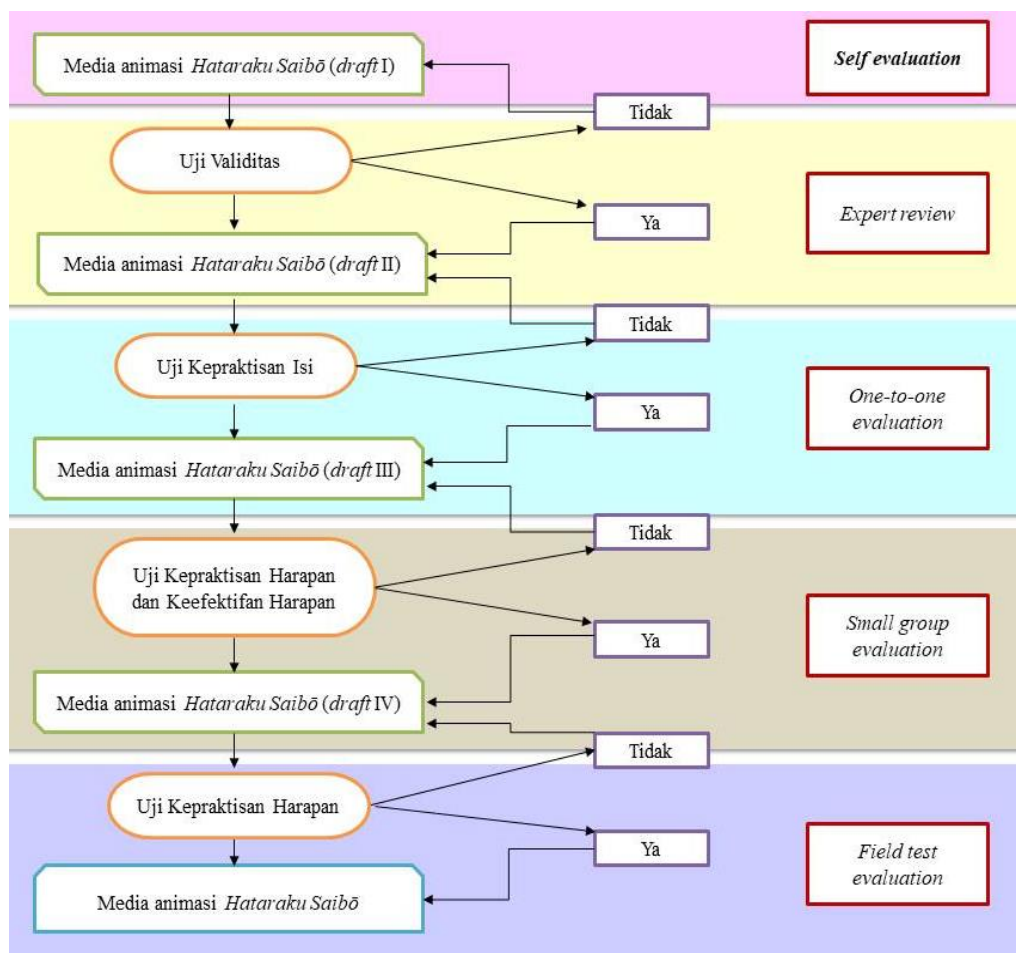 Media animasi Hataraku Saibō (draft I)
Self evaluation
Tidak
Uji Validitas
Ya
Expert review
Media animasi Hataraku Saibō (draft II)
Tidak
Uji Kepraktisan Isi
Ya
One-to-one
evaluation
Media animasi Hataraku Saibō (draft III)
Tidak
Uji Kepraktisan Harapan
dan Keefektifan Harapan
Ya
Small group
evaluation
Media animasi Hataraku Saibō (draft IV)
Tidak
Uji Kepraktisan Harapan
Ya
Field test
evaluation
Media animasi Hataraku Saibō